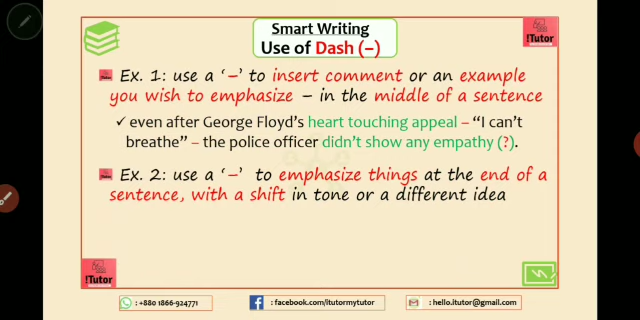 Smart Writing
Use of Dash (–)
!Tutor
Ex. 1: use a ‘–’ to insert comment or an example
you wish to emphasize – in the middle of a sentence
✓ even after George Floyd's heart touching appeal – “I can't
breathe” – the police officer didn't show any empathy (?).
Ex. 2: use a ‘–’ to emphasize things at the end of a
sentence, with a shift in tone or a different idea
!Tutor
: +880 1866-924771
: facebook.com/itutormytutor
: hello.itutor@gmail.com